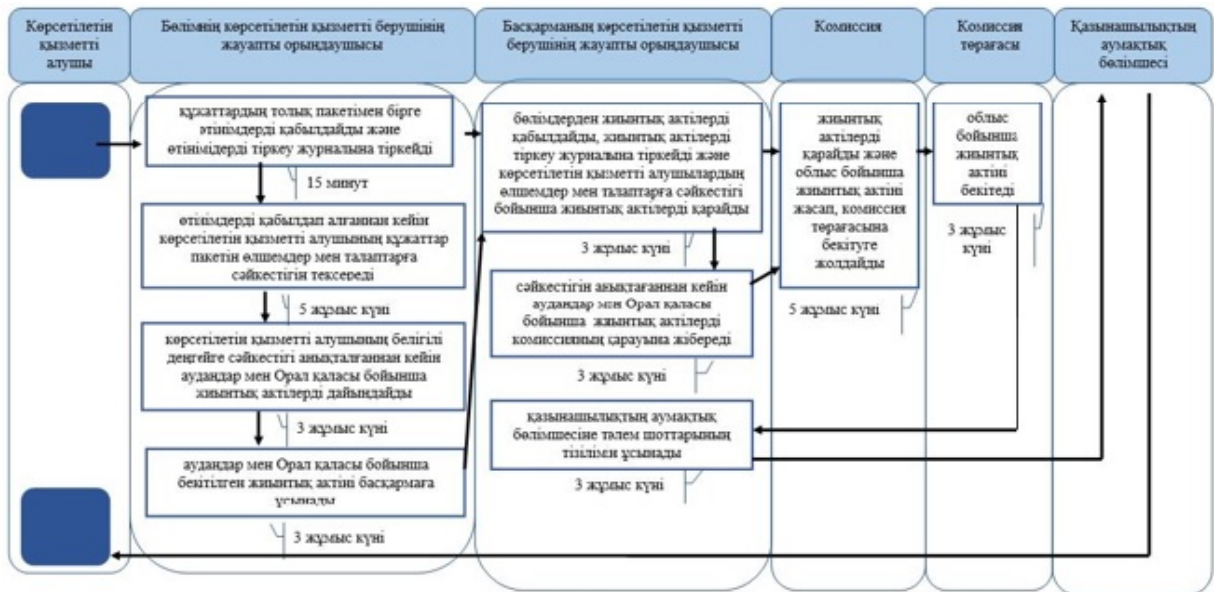 Көрсетілетін
қызметті
алушы
Бөлімнің көрсетілетін қызметті берушінің
жауапты орындаушысы
Басқарманың көрсетілетін қызметті
берушінің жауапты орындаушысы
Комиссия
Комиссия
төрағасы
Қазынашылықтың
аумақтық
бөлімшесі
құжаттардың толық пакетімен бірге
өтінімдерді қабылдайды және
өтінімідерді тіркеу журналына тіркейді
15 минут
өтінімдерді қабылдап алғаннан кейін
көрсетілетін қызметті алушының құжаттар
пакетін өлшемдер мен талаптарға
сәйкестігін тексереді
5 жұмыс күні
көрсетілетін қызметті алушының белігілі
деңгейге сәйкестігі анықталғаннан кейін
аудандар мен Орал қаласы бойынша
жиынтық актілерді дайындайды
3 жұмыс күні
аудандар мен Орал қаласы бойынша
бекітілген жиынтық актіні басқармаға
ұсынады
3 жұмыс күні
бөлімдерден жиынтық актілерді
қабылдайды, жиынтық актілерді
тіркеу журналына тіркейді және
көрсетілетін қызметті алушылардың
өлшемдер мен талаптарға сәйкестігі
бойынша жиынтық актілерді қарайды
3 жұмыс күні
сәйкестігін анықтағаннан кейін
аудандар мен Орал қаласы
бойынша жиынтық актілерді
комиссияның қарауына жібереді
3 жұмыс күні
қазынашылықтың аумақтық
бөлімшесіне төлем шоттарының
тізілімін ұсынады
3 жұмыс күні
жиынтық
актілерді
қарайды және
облыс бойынша
жиынтық актіні
жасап, комиссия
төрағасына
бекітуге
жолдайды
5 жұмыс күні
облыс
бойынша
жиынтық
актіні
бекітеді
3 жұмыс
күні